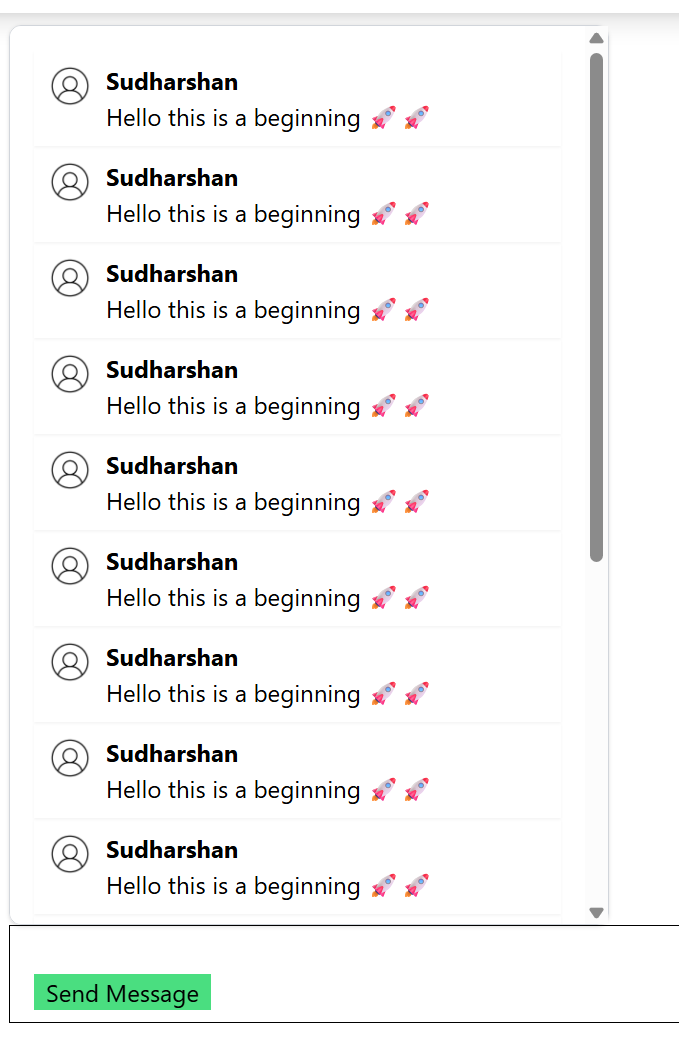 Sudharshan
Hello this is a beginning 🚀 🚀
Sudharshan
Hello this is a beginning 🚀 🚀
Sudharshan
Hello this is a beginning 🚀 🚀
Sudharshan
Hello this is a beginning 🚀 🚀
Sudharshan
Hello this is a beginning 🚀 🚀
Sudharshan
Hello this is a beginning 🚀 🚀
Sudharshan
Hello this is a beginning 🚀 🚀
Sudharshan
Hello this is a beginning 🚀 🚀
Sudharshan
Hello this is a beginning 🚀 🚀
Send Message